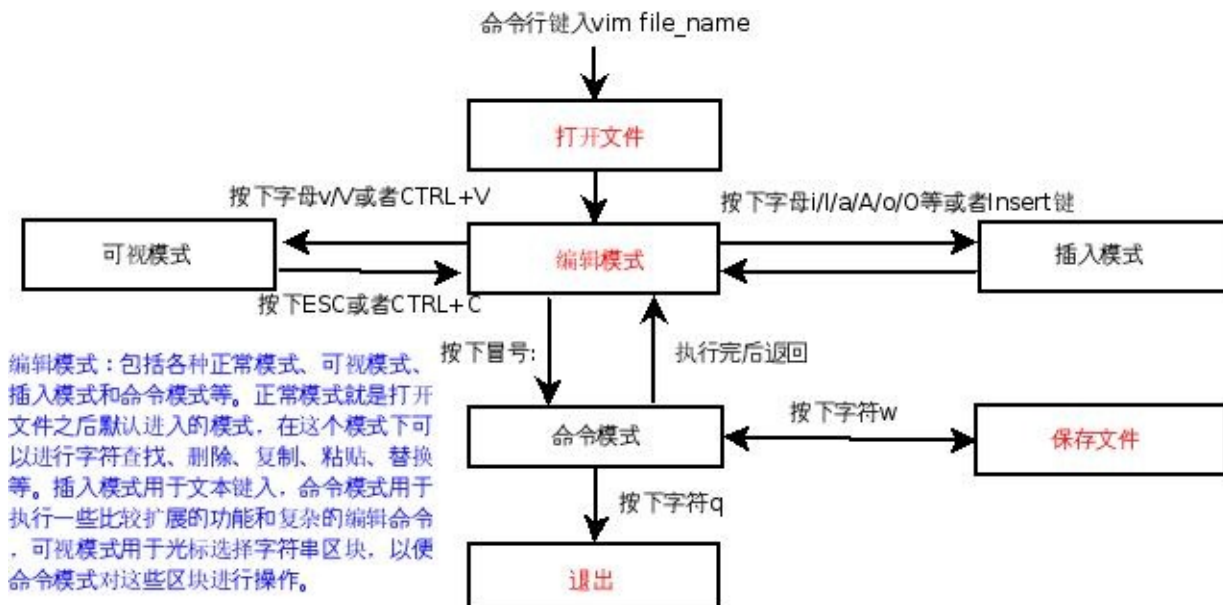 命令行键入vim file_name
打开文件
按下字母v/V或者CTRL+V
按下字母i/I/a/A/o/O等或者Insert键
可视模式
编辑模式
插入模式
按下ESC或者CTRL+C
按下冒号:
执行完后返回
编辑模式：包括各种正常模式、可视模式、
插入模式和命令模式等。正常模式就是打开
文件之后默认进入的模式，在这个模式下可
以进行字符查找、删除、复制、粘贴、替换
等。插入模式用于文本键入，命令模式用于
执行一些比较扩展的功能和复杂的编辑命令
，可视模式用于光标选择字符串区块，以便
命令模式对这些区块进行操作。
命令模式
按下字符w
保存文件
按下字符q
退出